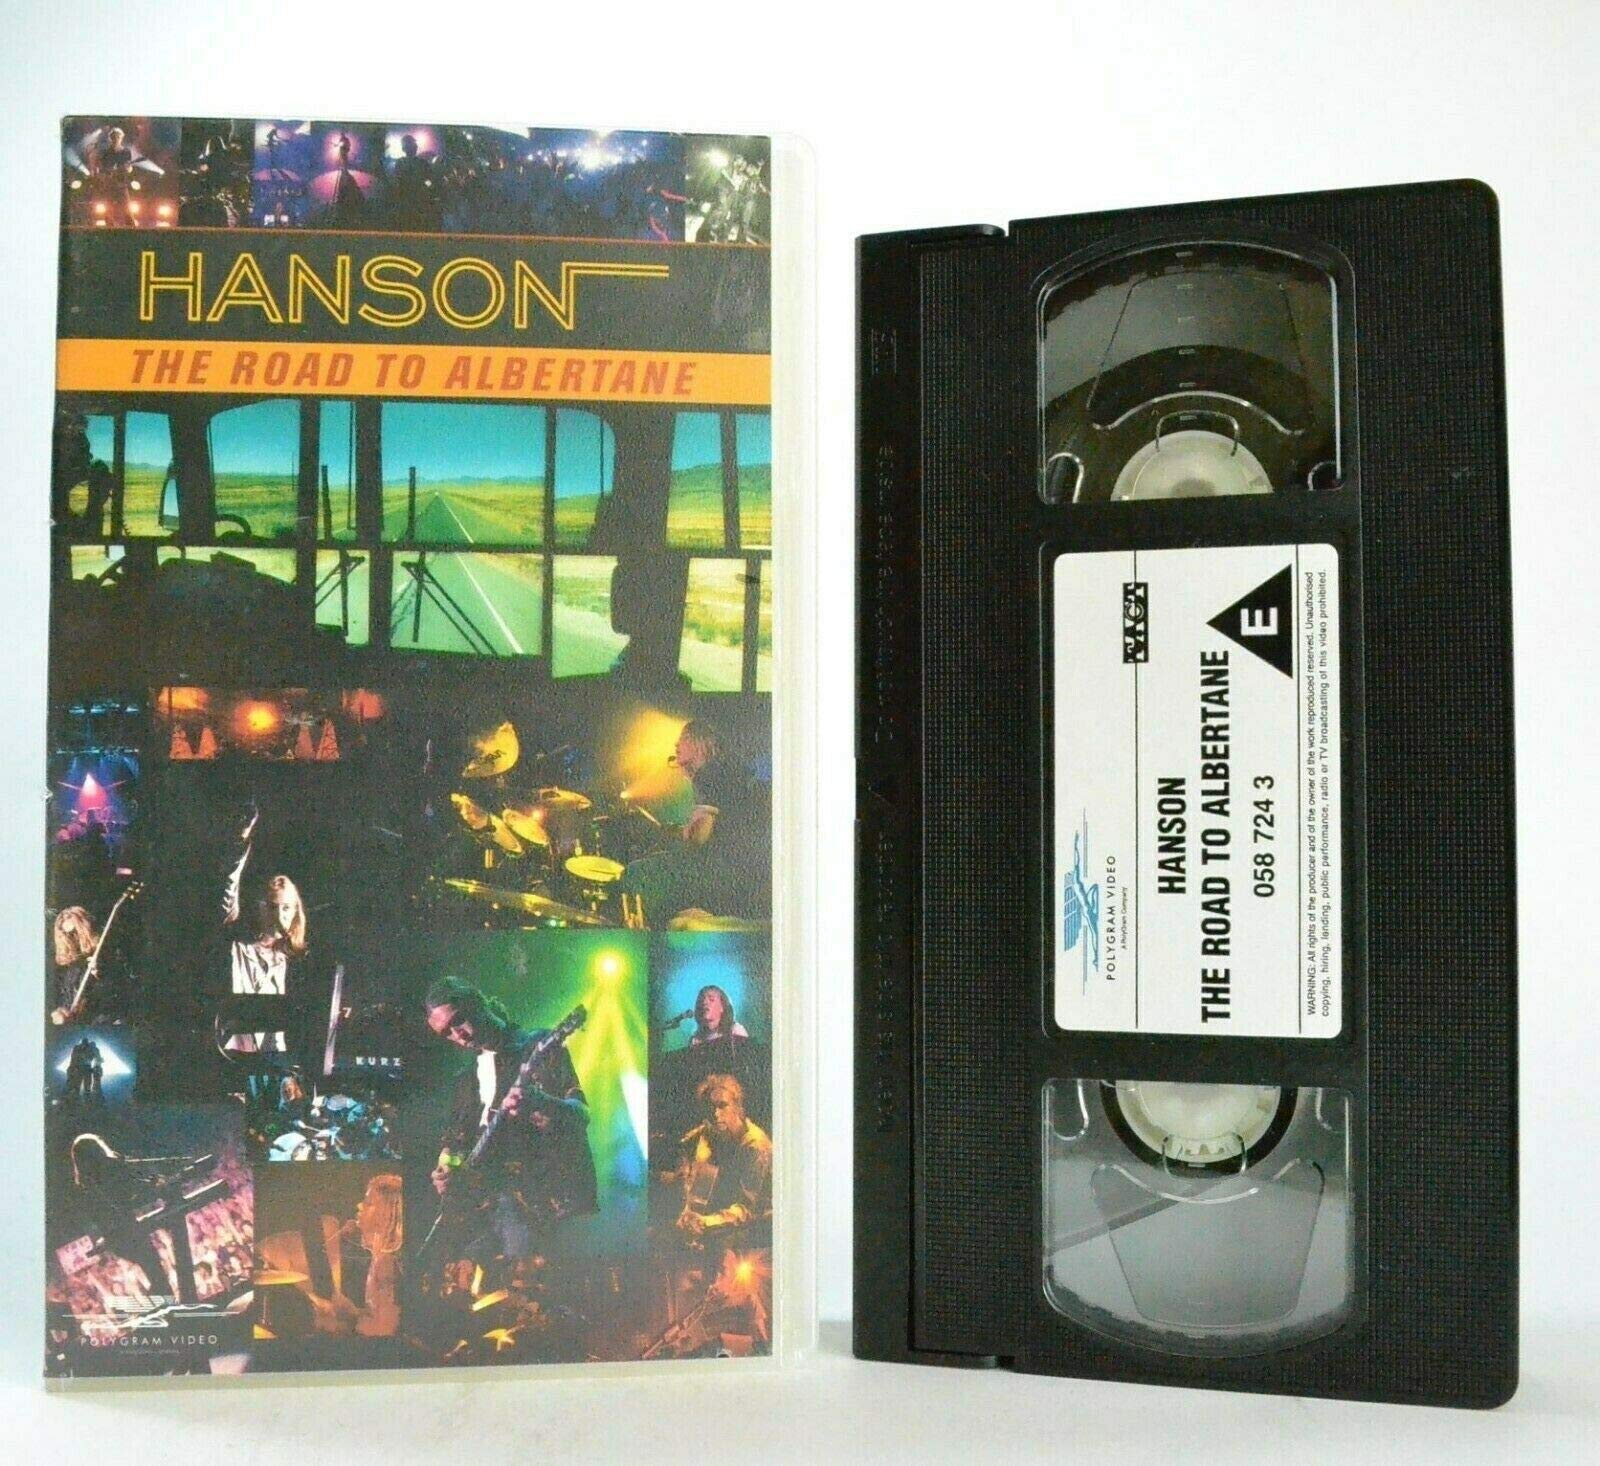 HANSON
THE ROAD TO ALBERTANE
7
KURZ
POLYGRAM VIDEO
POLYGRAM VIDEO
A PolyGram Company
HANSON
THE ROAD TO ALBERTANE
058 724 3
E
WARNING: All rights of the producer and of the owner of the work reproduced reserved. Unauthorised
copying, hiring, lending, public performance, radio or TV broadcasting of this video prohibited.